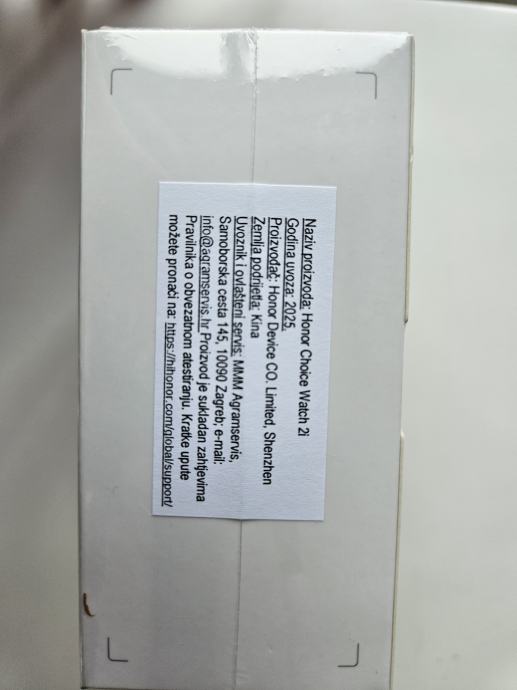 Naziv proizvoda: Honor Choice Watch 2i
Godina uvoza: 2025.
Proizvođač: Honor Device CO. Limited, Shenzhen
Zemlja podrijetla: Kina
Uvoznik i ovlašteni servis: MMM Agramservis,
Samoborska cesta 145, 10090 Zagreb; e-mail:
info@agramservis.hr Proizvod je sukladan zahtjevima
Pravilnika o obveznatom atestiranju. Kratke upute
možete pronaći na: https://hihonor.com/global/support/